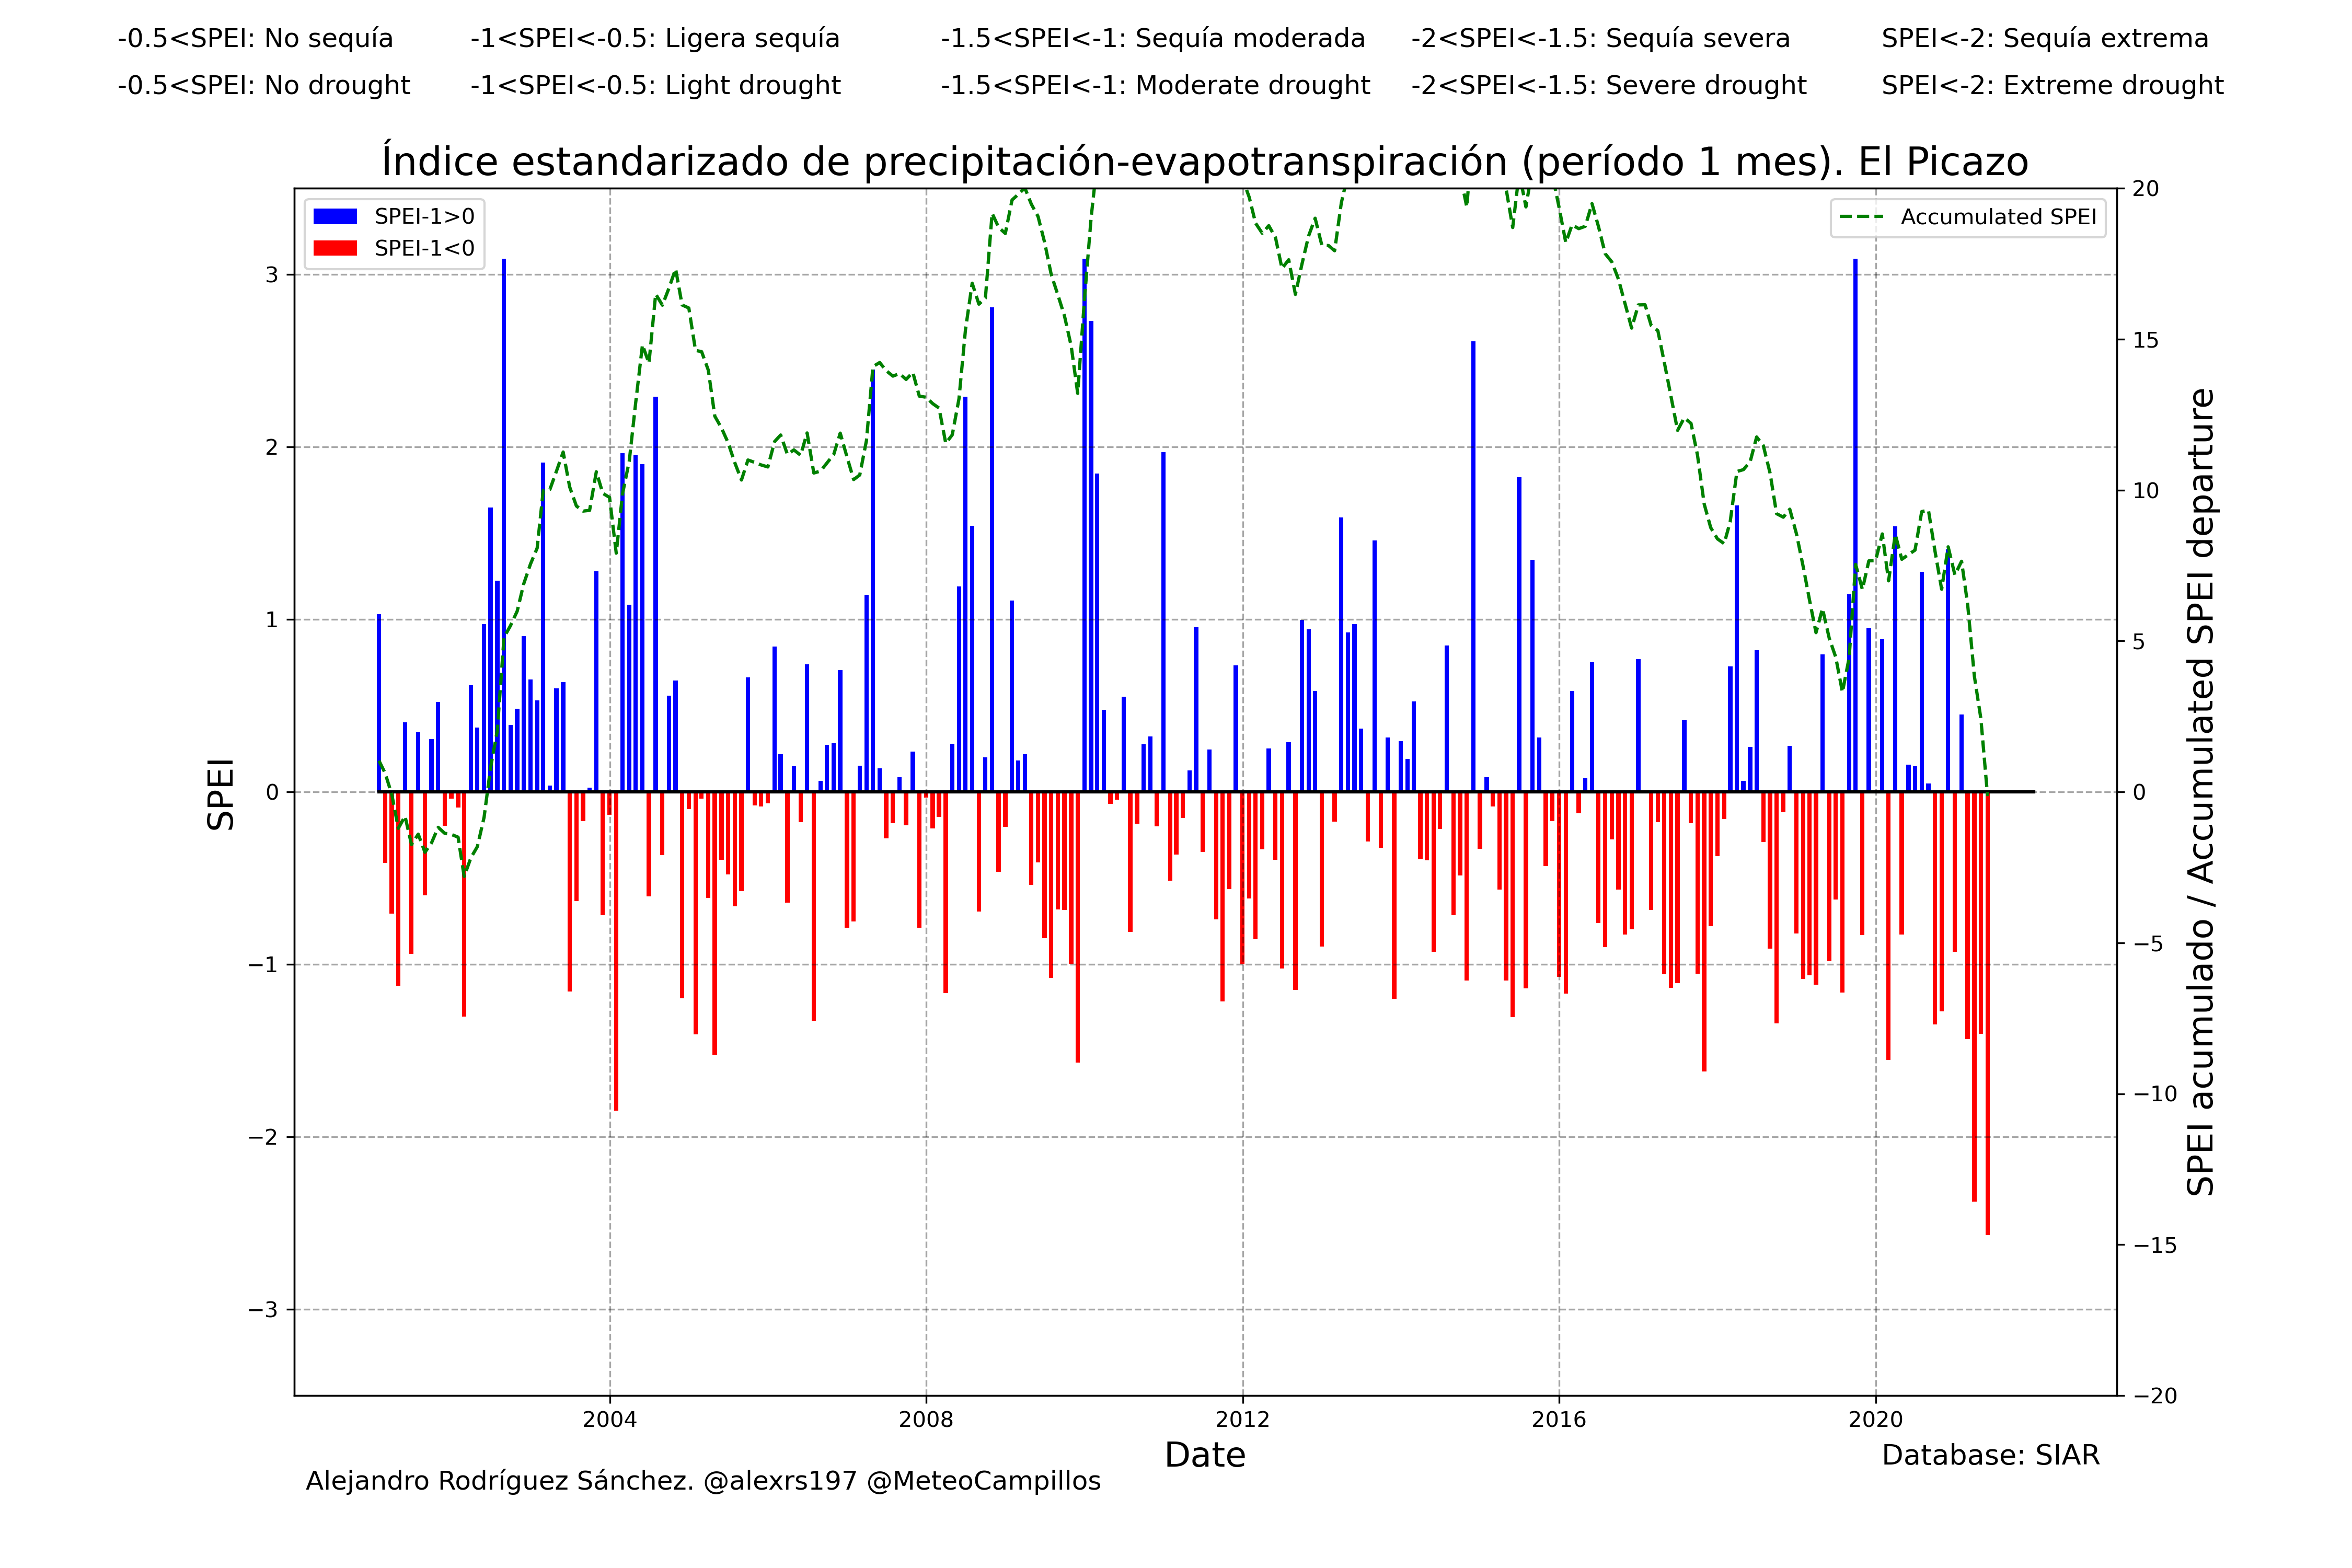 -0.5<SPEI: No sequía -1<SPEI<-0.5: Ligera sequía -1.5<SPEI<-1: Sequía moderada -2<SPEI<-1.5: Sequía severa SPEI<-2: Sequía extrema
-0.5<SPEI: No drought -1<SPEI<-0.5: Light drought -1.5<SPEI<-1: Moderate drought -2<SPEI<-1.5: Severe drought SPEI<-2: Extreme drought
Índice estandarizado de precipitación-evapotranspiración (período 1 mes). El Picazo
SPEI-1>0
SPEI-1<0
Accumulated SPEI
SPEI
3
2
1
0
−1
−2
−3
20
15
10
5
0
−5
−10
−15
−20
SPEI acumulado / Accumulated SPEI departure
2004 2008 2012 2016 2020
Date
Database: SIAR
Alejandro Rodríguez Sánchez. @alexrs197 @MeteoCampillos